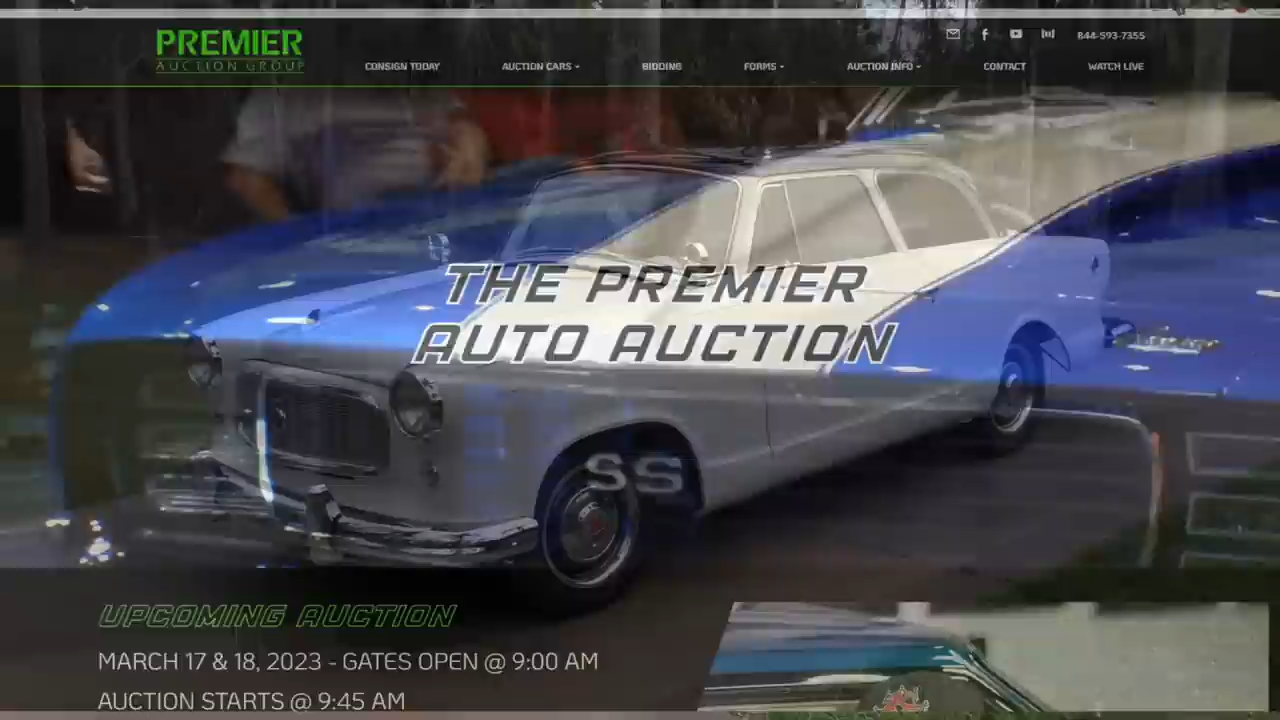 PREMIER
AUCTION GROUP
844-593-7355
CONSIGN TODAY
AUCTION CARS
BIDDING
FORMS
AUCTION INFO
CONTACT
WATCH LIVE
THE PREMIER
AUTO AUCTION
SS
UPCOMING AUCTION
MARCH 17 & 18, 2023 - GATES OPEN @ 9:00 AM
AUCTION STARTS @ 9:45 AM